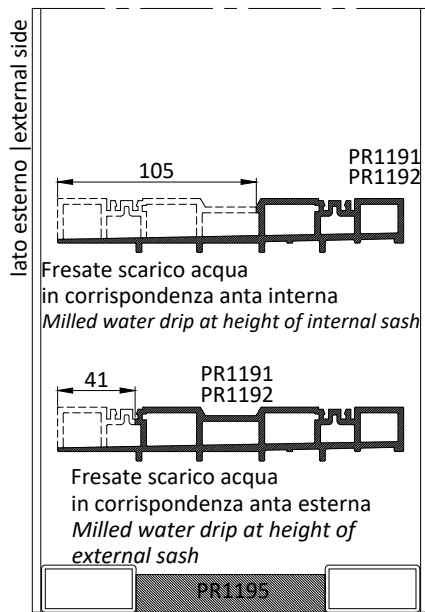 lato esterno | external side
105
PR1191
PR1192
Fresate scarico acqua
in corrispondenza anta interna
Milled water drip at height of internal sash
41
PR1191
PR1192
Fresate scarico acqua
in corrispondenza anta esterna
Milled water drip at height of
external sash
PR1195